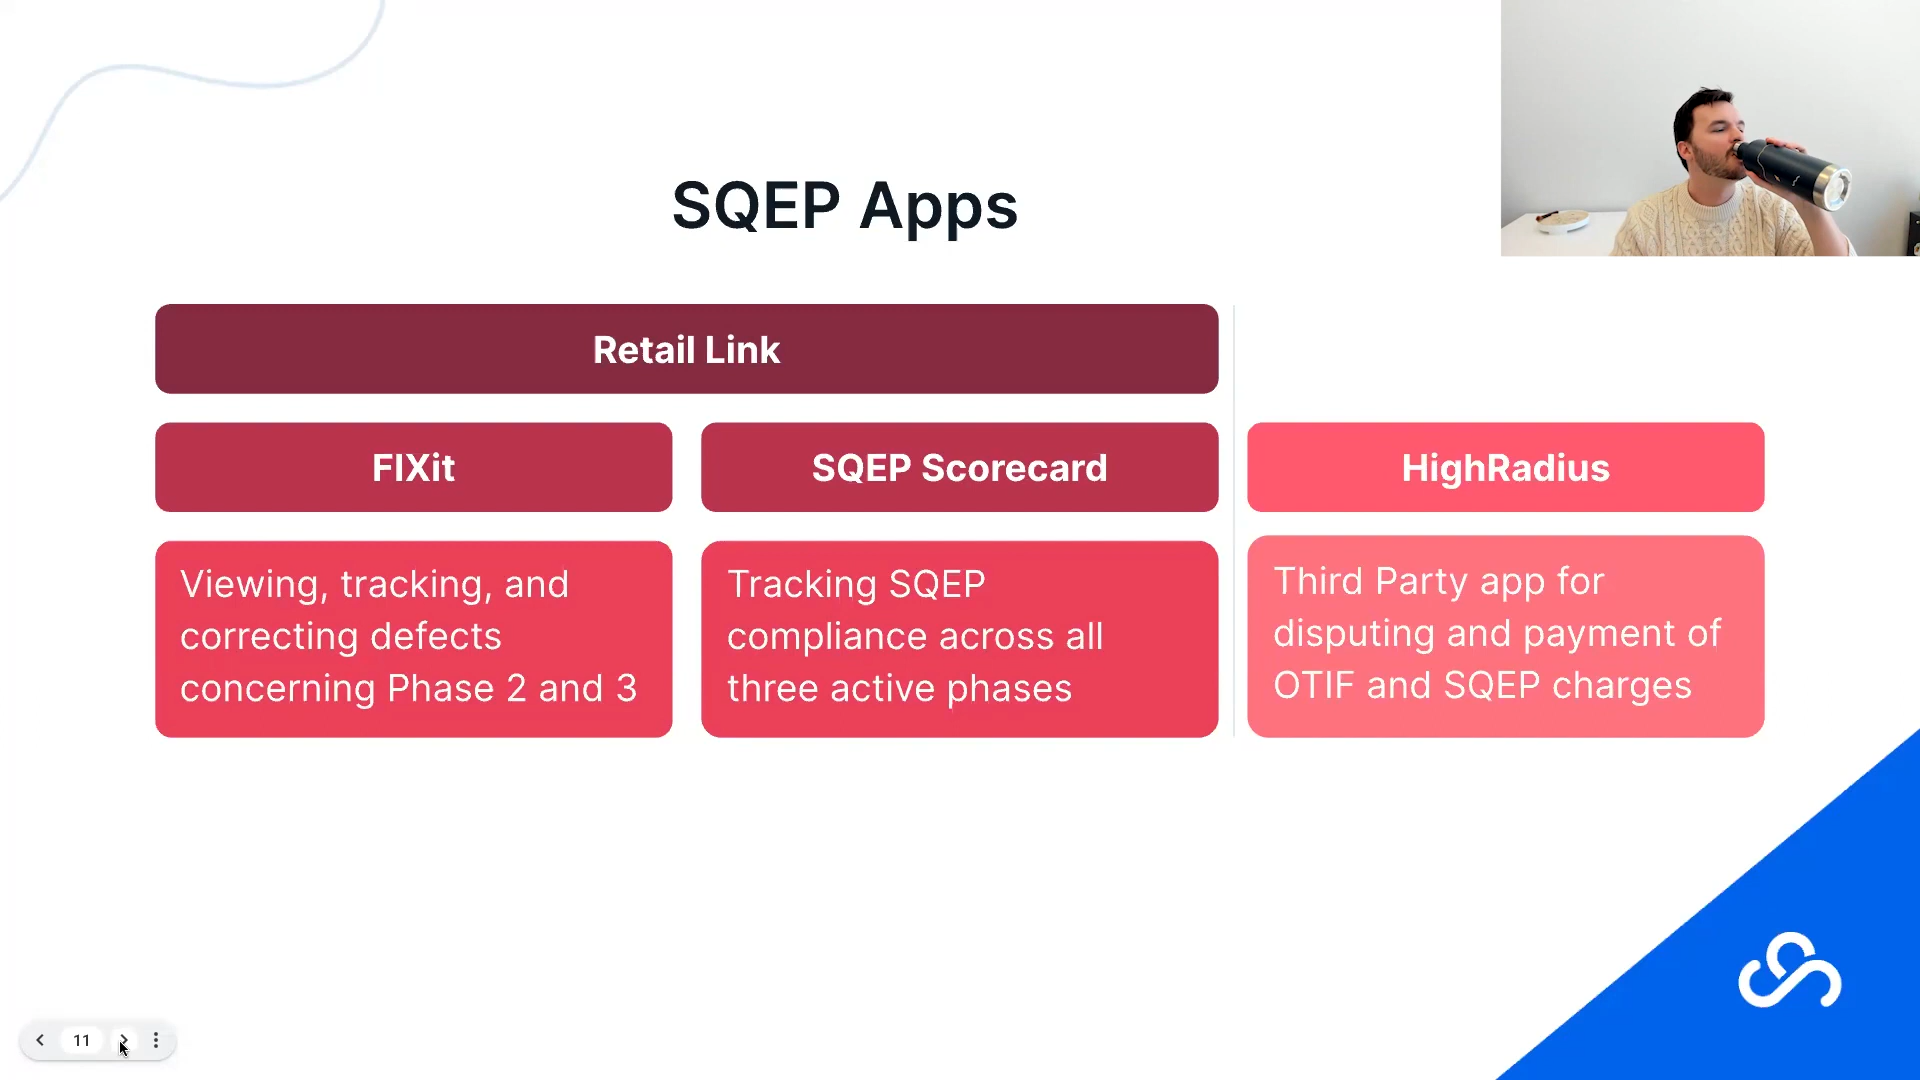 SQEP Apps
Retail Link
FIXit
SQEP Scorecard
HighRadius
Viewing, tracking, and
correcting defects
concerning Phase 2 and 3
Tracking SQEP
compliance across all
three active phases
Third Party app for
disputing and payment of
OTIF and SQEP charges
11